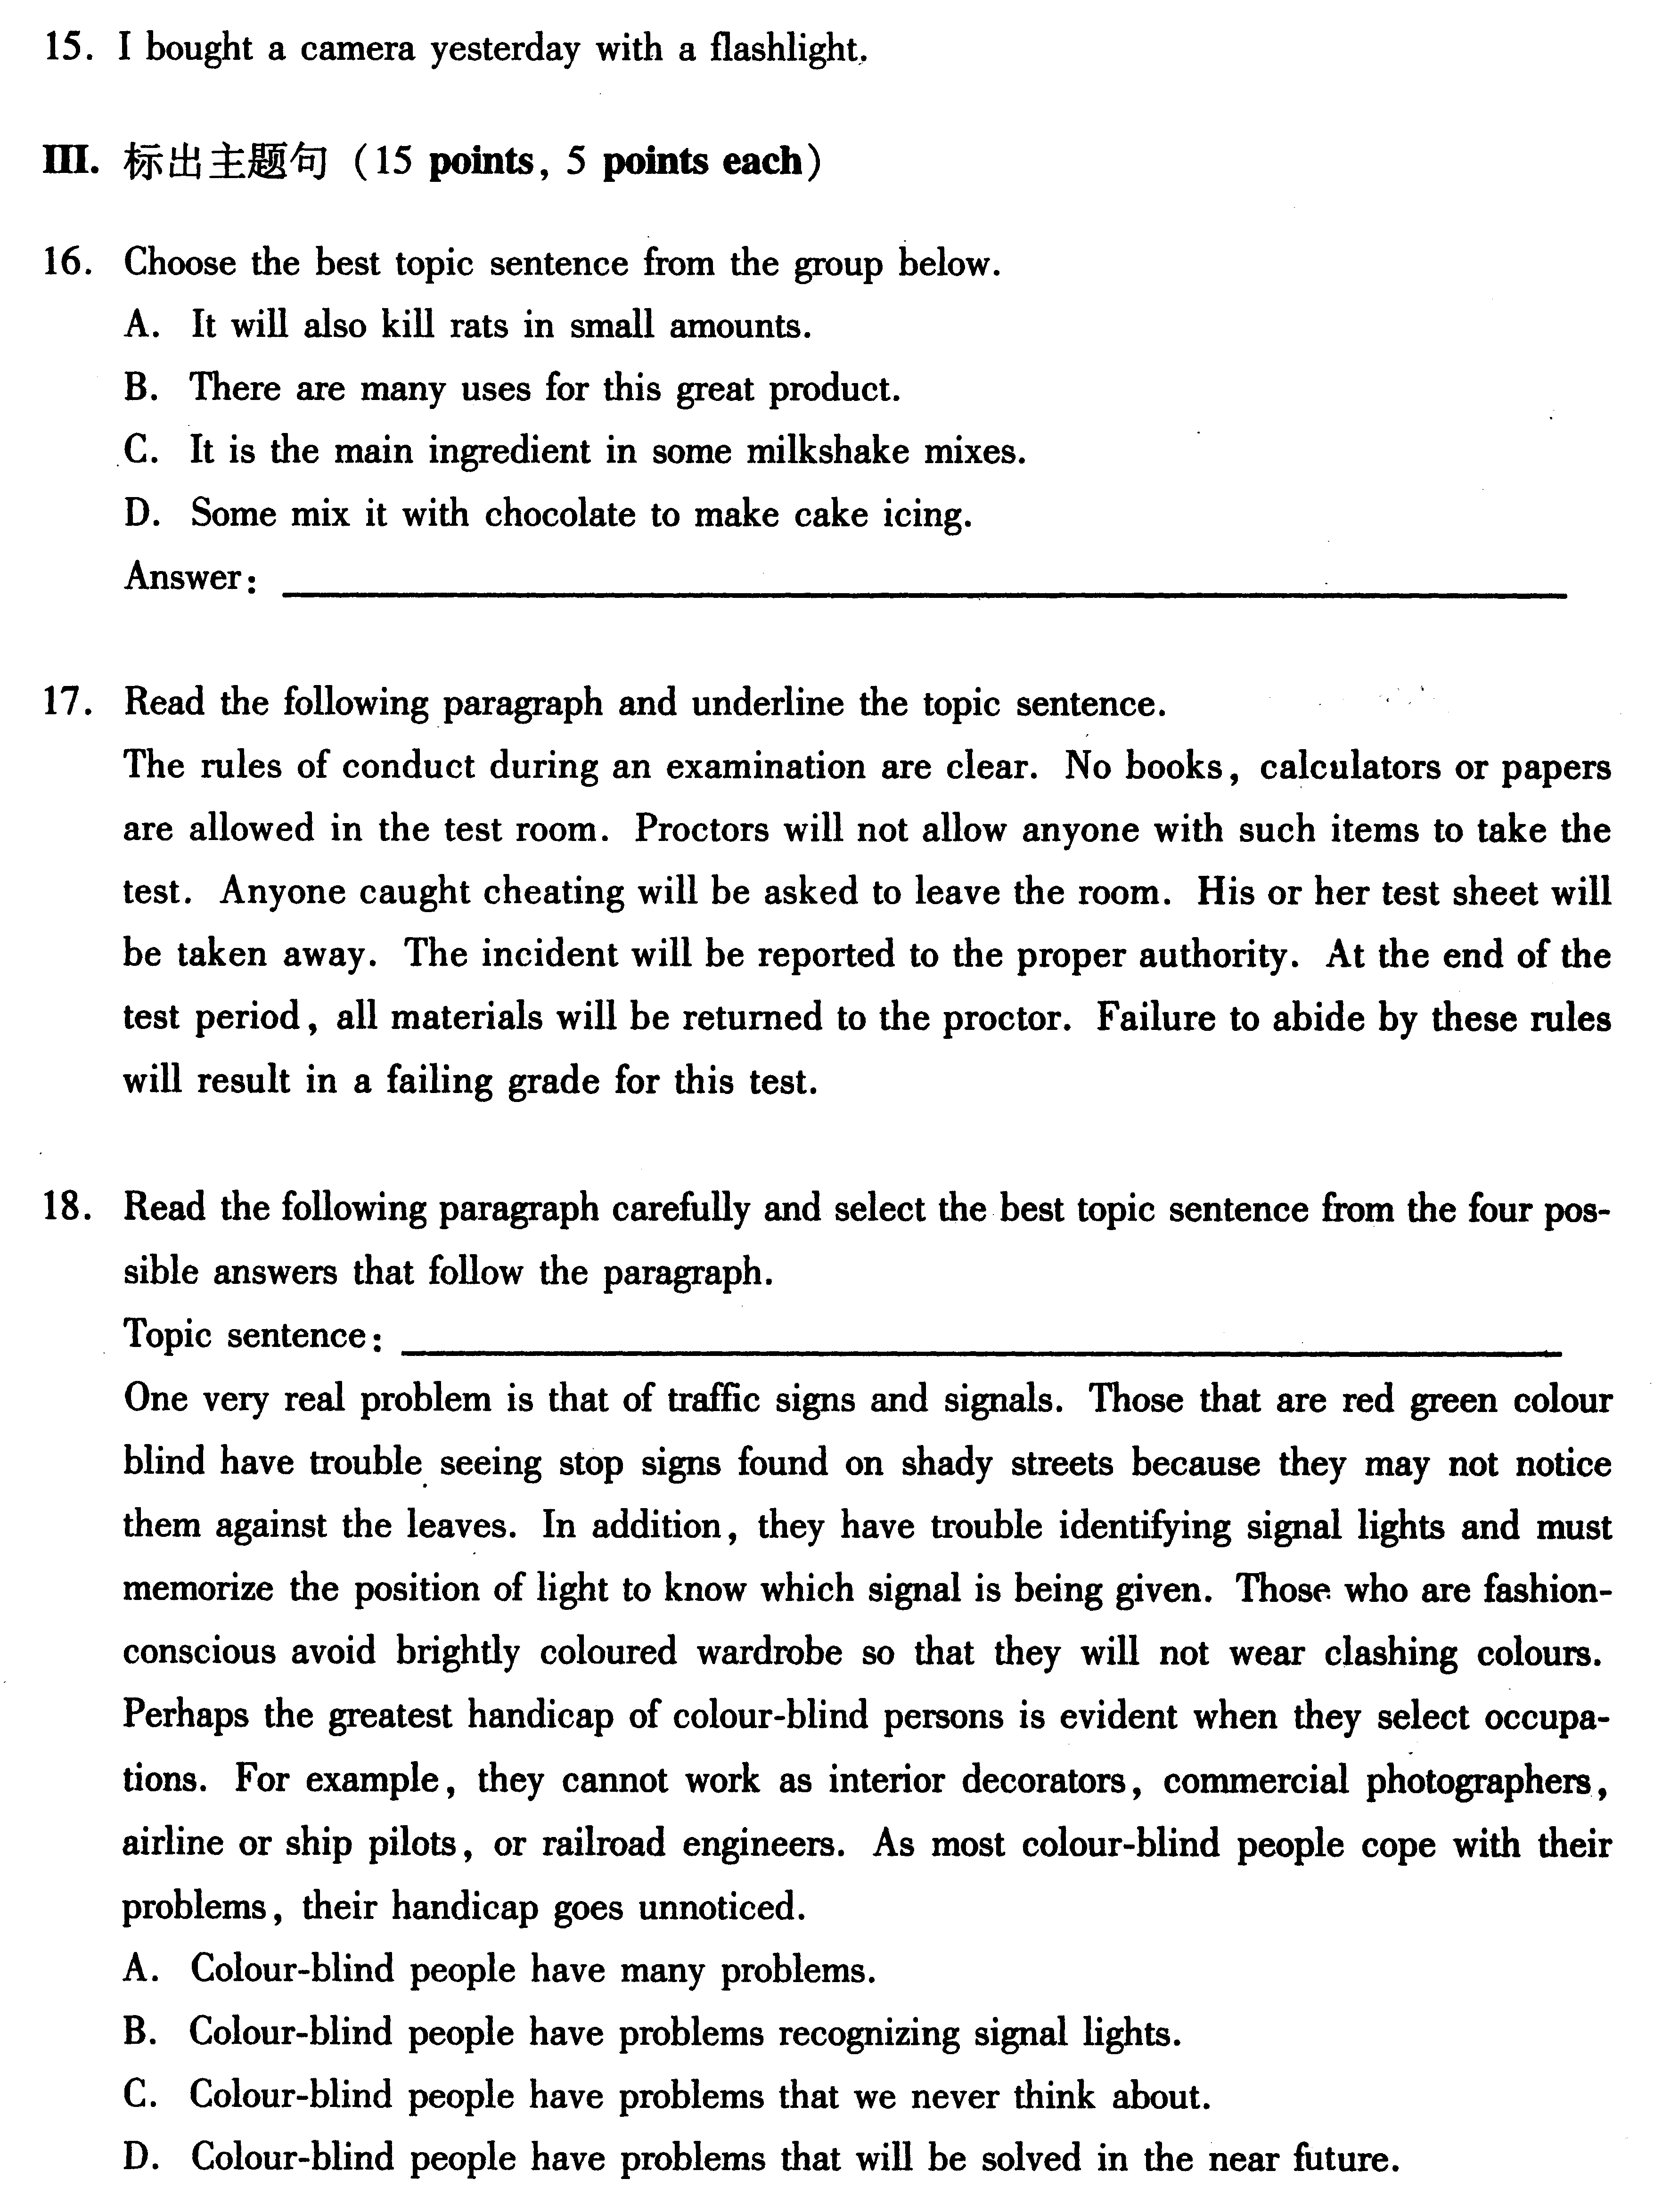 15. I bought a camera yesterday with a flashlight.
III. 标出主题句 (15 points, 5 points each)
16. Choose the best topic sentence from the group below.
A. It will also kill rats in small amounts.
B. There are many uses for this great product.
C. It is the main ingredient in some milkshake mixes.
D. Some mix it with chocolate to make cake icing.
Answer:
17. Read the following paragraph and underline the topic sentence.
The rules of conduct during an examination are clear. No books, calculators or papers
are allowed in the test room. Proctors will not allow anyone with such items to take the
test. Anyone caught cheating will be asked to leave the room. His or her test sheet will
be taken away. The incident will be reported to the proper authority. At the end of the
test period, all materials will be returned to the proctor. Failure to abide by these rules
will result in a failing grade for this test.
18. Read the following paragraph carefully and select the best topic sentence from the four pos-
sible answers that follow the paragraph.
Topic sentence:
One very real problem is that of traffic signs and signals. Those that are red green colour
blind have trouble seeing stop signs found on shady streets because they may not notice
them against the leaves. In addition, they have trouble identifying signal lights and must
memorize the position of light to know which signal is being given. Those who are fashion-
conscious avoid brightly coloured wardrobe so that they will not wear clashing colours.
Perhaps the greatest handicap of colour-blind persons is evident when they select occupa-
tions. For example, they cannot work as interior decorators, commercial photographers,
airline or ship pilots, or railroad engineers. As most colour-blind people cope with their
problems, their handicap goes unnoticed.
A. Colour-blind people have many problems.
B. Colour-blind people have problems recognizing signal lights.
C. Colour-blind people have problems that we never think about.
D. Colour-blind people have problems that will be solved in the near future.